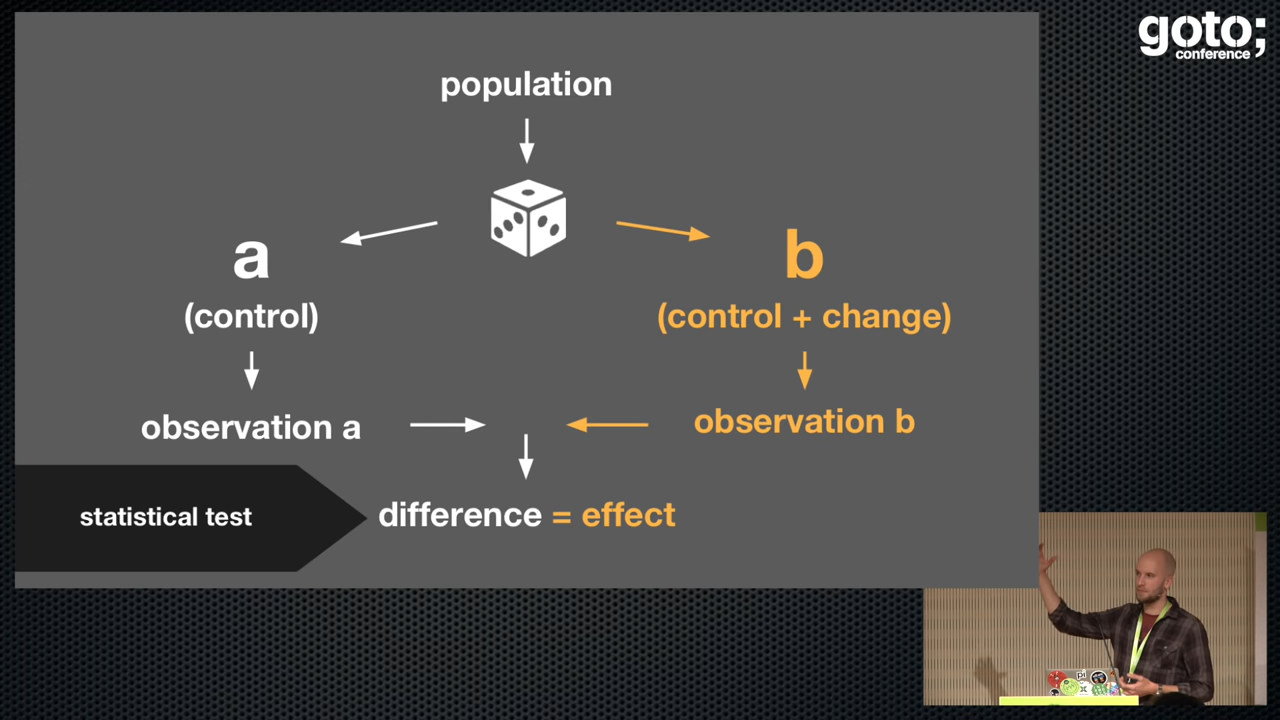 goto;
conference
population
a
b
(control)
(control + change)
observation a
observation b
statistical test
difference = effect